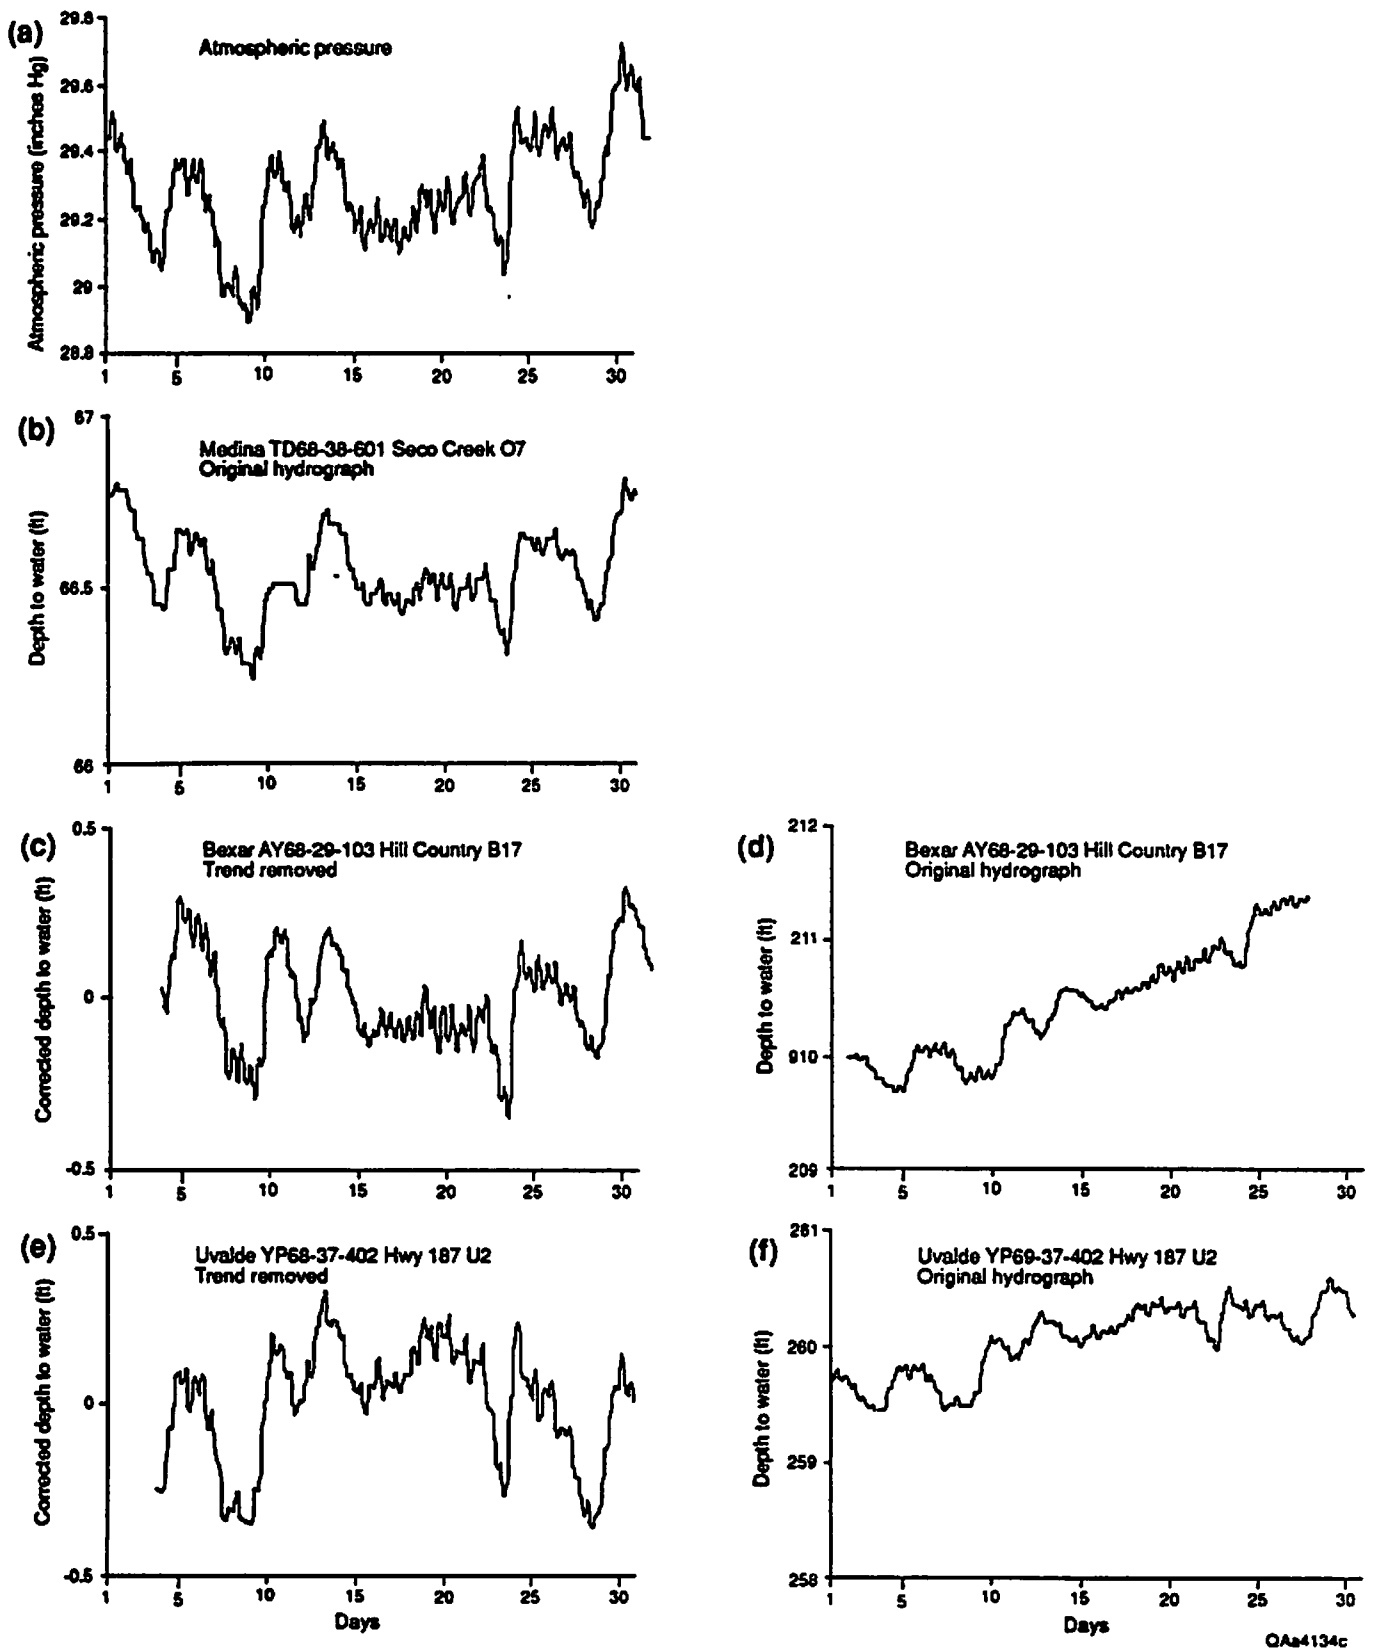 (a)
Atmospheric pressure
Atmospheric pressure (inches Hg)
29.8
29.6
29.4
29.2
29
28.8
1 5 10 15 20 25 30
(b)
Medina TD68-38-601 Seco Creek O7
Original hydrograph
Depth to water (ft)
67
66.5
66
1 5 10 15 20 25 30
(c)
Bexar AY68-29-103 Hill Country B17
Trend removed
Corrected depth to water (ft)
0.5
0
-0.5
1 5 10 15 20 25 30
(d)
Bexar AY68-29-103 Hill Country B17
Original hydrograph
Depth to water (ft)
212
211
910
209
1 5 10 15 20 25 30
(e)
Uvalde YP68-37-402 Hwy 187 U2
Trend removed
Corrected depth to water (ft)
0.5
0
-0.5
1 5 10 15 20 25 30
Days
(f)
Uvalde YP69-37-402 Hwy 187 U2
Original hydrograph
Depth to water (ft)
261
260
259
258
1 5 10 15 20 25 30
Days
QAa4134c